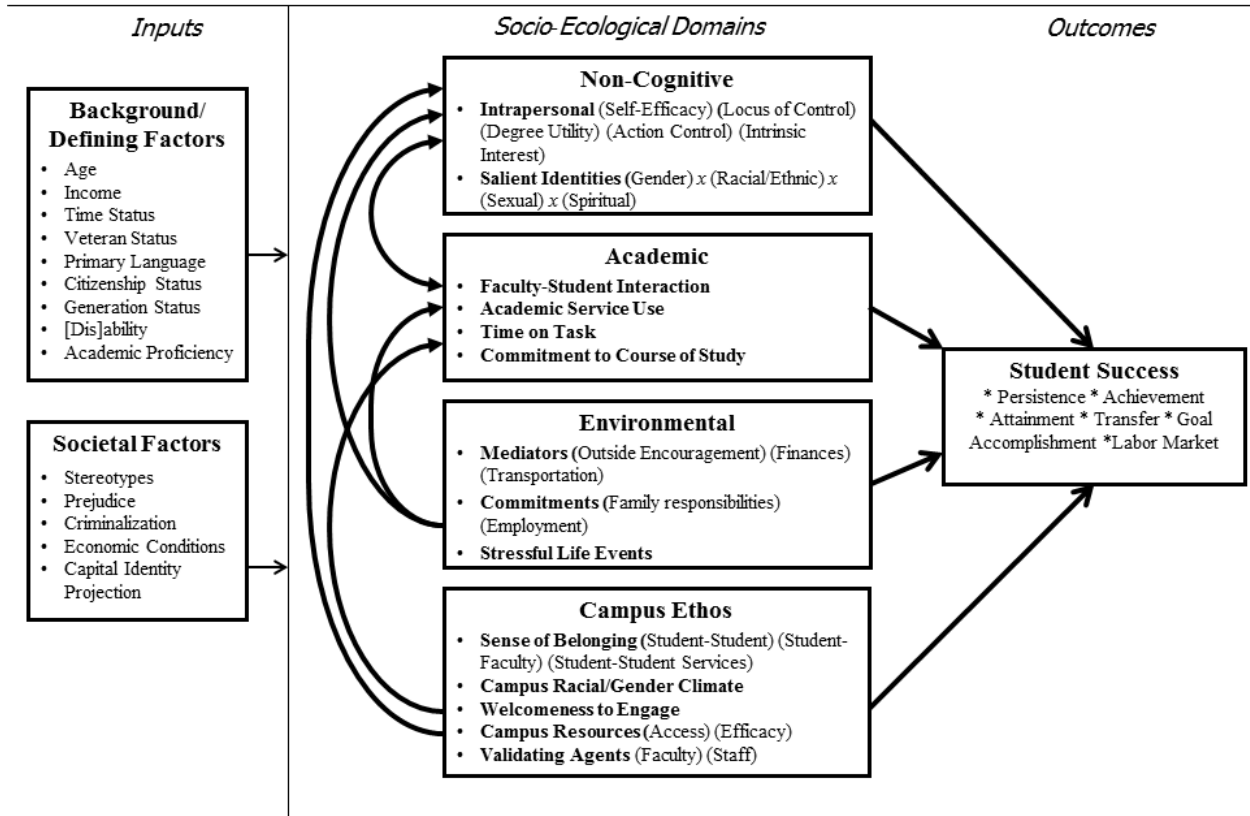 Inputs
Socio-Ecological Domains
Outcomes
Background/
Defining Factors
• Age
• Income
• Time Status
• Veteran Status
• Primary Language
• Citizenship Status
• Generation Status
• [Dis]ability
• Academic Proficiency
Societal Factors
• Stereotypes
• Prejudice
• Criminalization
• Economic Conditions
• Capital Identity
Projection
Non-Cognitive
• Intrapersonal (Self-Efficacy) (Locus of Control)
(Degree Utility) (Action Control) (Intrinsic
Interest)
• Salient Identities (Gender) x (Racial/Ethnic) x
(Sexual) x (Spiritual)
Academic
• Faculty-Student Interaction
• Academic Service Use
• Time on Task
• Commitment to Course of Study
Environmental
• Mediators (Outside Encouragement) (Finances)
(Transportation)
• Commitments (Family responsibilities)
(Employment)
• Stressful Life Events
Campus Ethos
• Sense of Belonging (Student-Student) (Student-
Faculty) (Student-Student Services)
• Campus Racial/Gender Climate
• Welcomeness to Engage
• Campus Resources (Access) (Efficacy)
• Validating Agents (Faculty) (Staff)
Student Success
* Persistence * Achievement
* Attainment * Transfer * Goal
Accomplishment *Labor Market